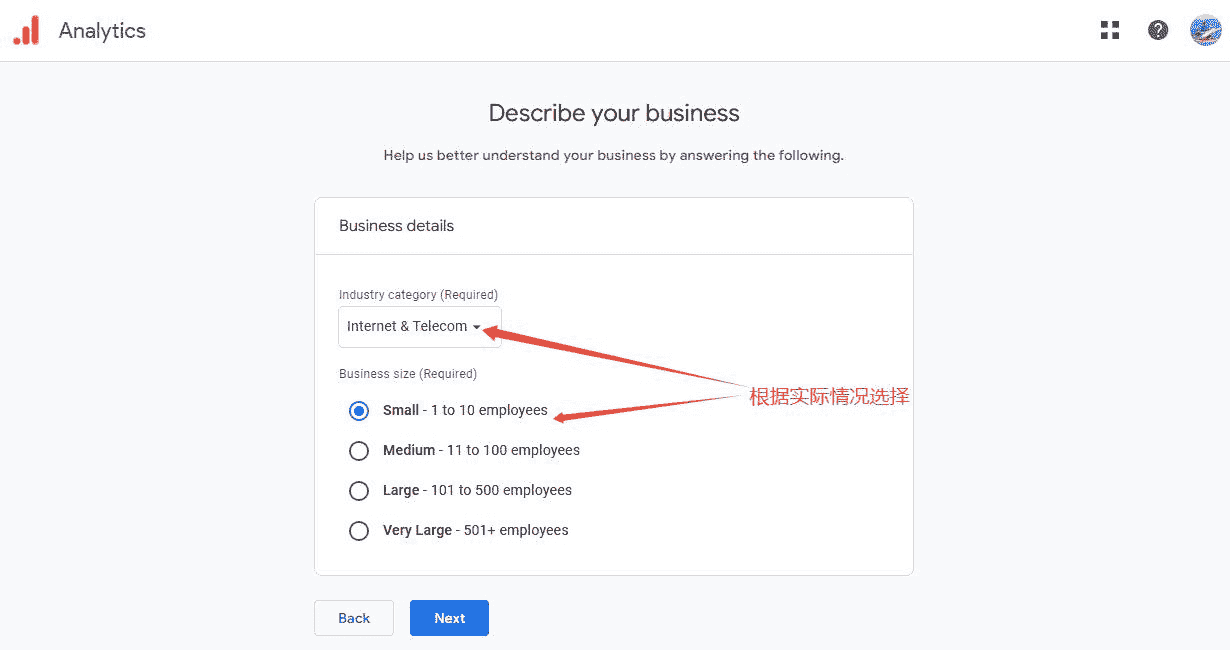 Analytics
Describe your business
Help us better understand your business by answering the following.
Business details
Industry category (Required)
Internet & Telecom
Business size (Required)
根据实际情况选择
Small - 1 to 10 employees
Medium - 11 to 100 employees
Large - 101 to 500 employees
Very Large - 501+ employees
Back
Next